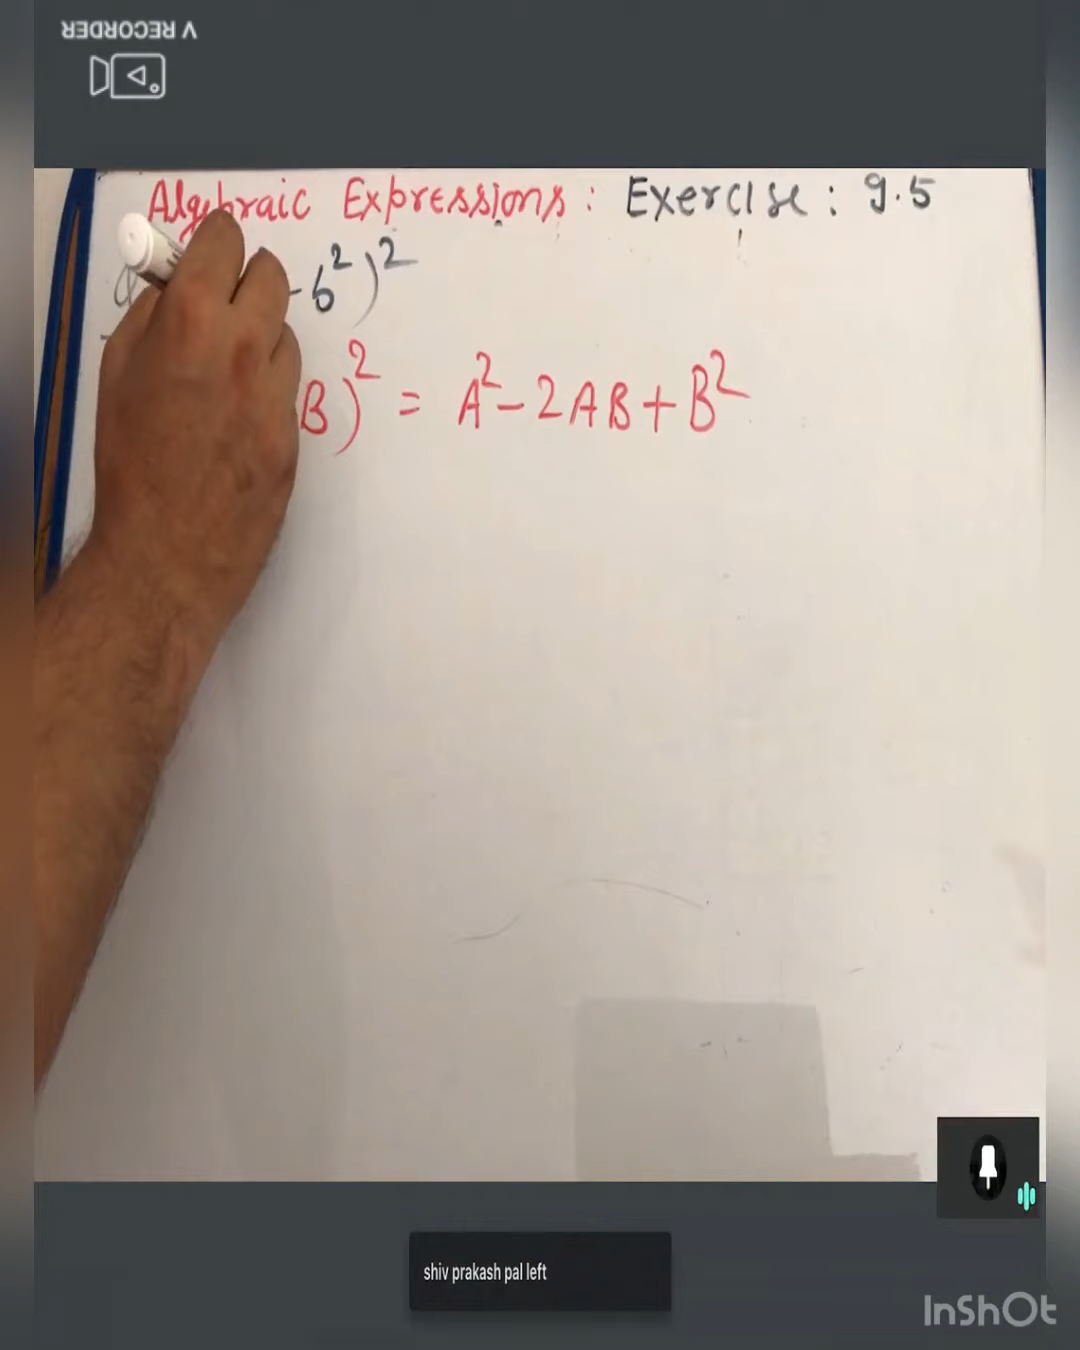 V RECORDER
Algebraic Expressions : Exercise : 9.5
- b²)²
B)² = A² - 2AB + B²
shiv prakash pal left
InShOt